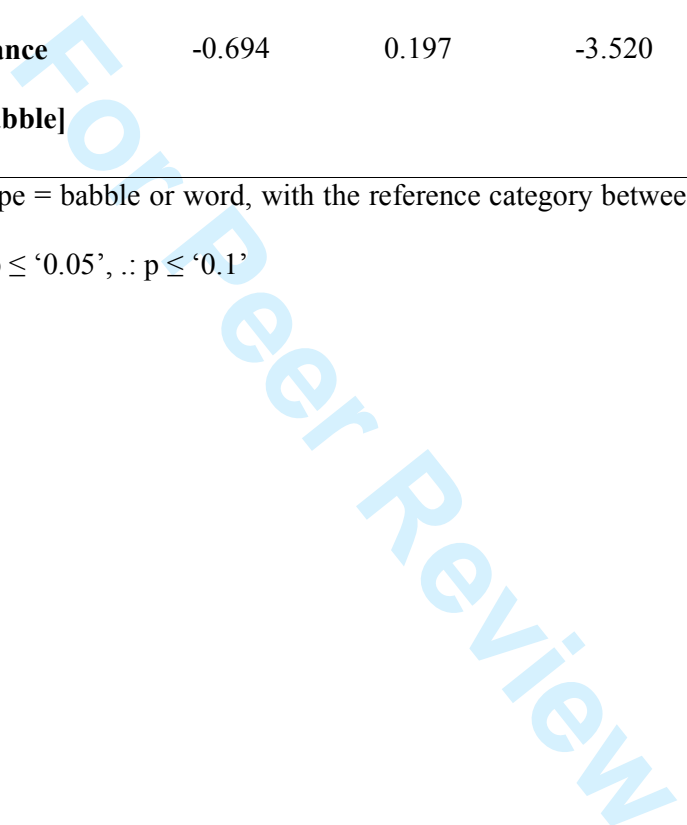 ance -0.694 0.197 -3.520
abble]
pe = babble or word, with the reference category betwee
≤ ‘0.05’, .: p ≤ ‘0.1’
For Peer Review